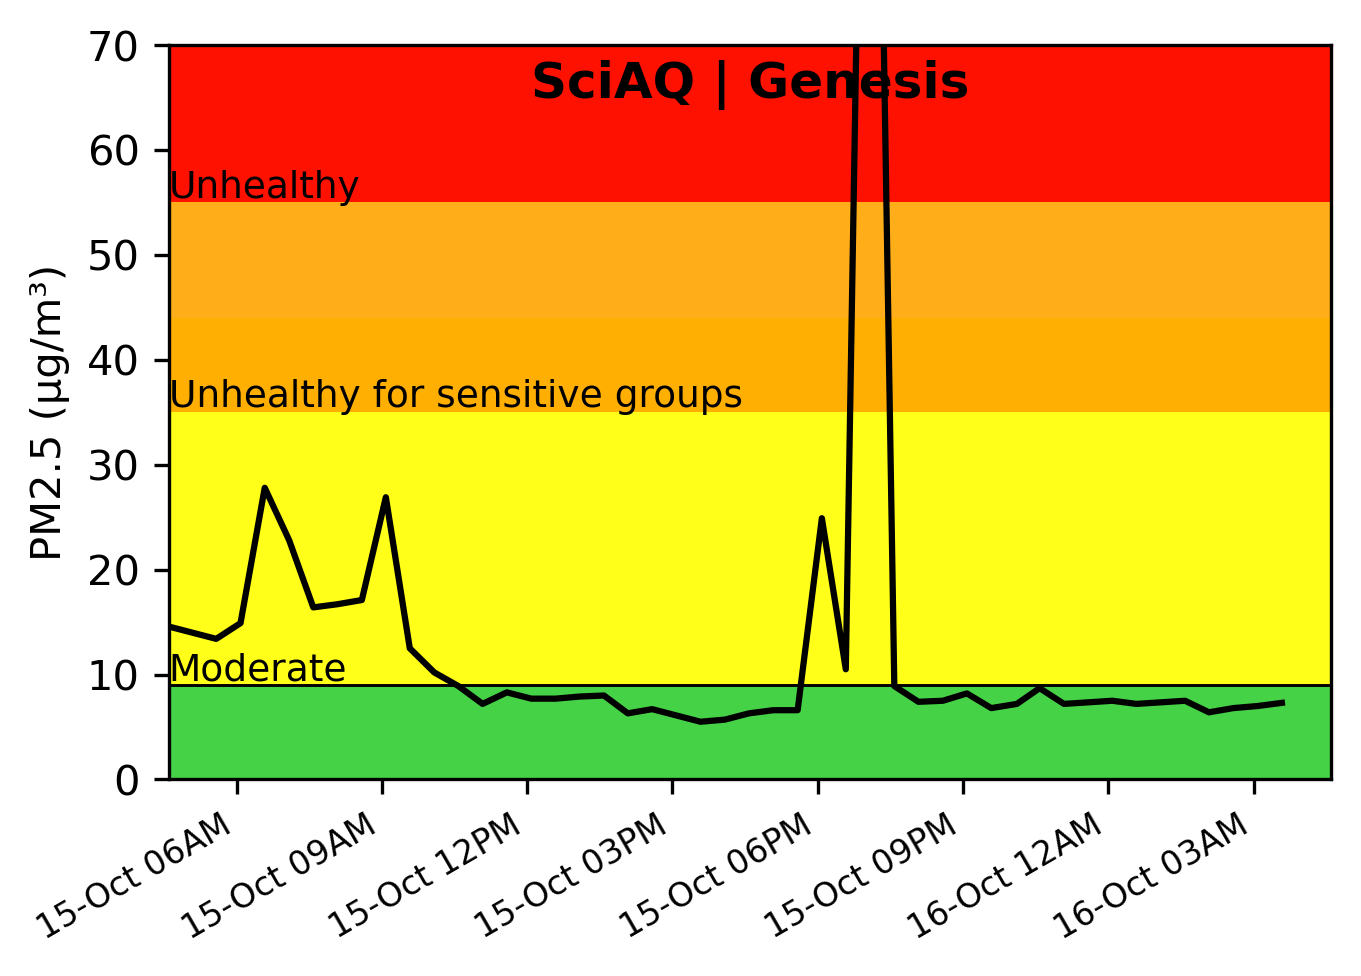 SciAQ | Genesis
PM2.5 (µg/m³)
70
60
50
40
30
20
10
0
Unhealthy
Unhealthy for sensitive groups
Moderate
15-Oct 06AM
15-Oct 09AM
15-Oct 12PM
15-Oct 03PM
15-Oct 06PM
15-Oct 09PM
16-Oct 12AM
16-Oct 03AM